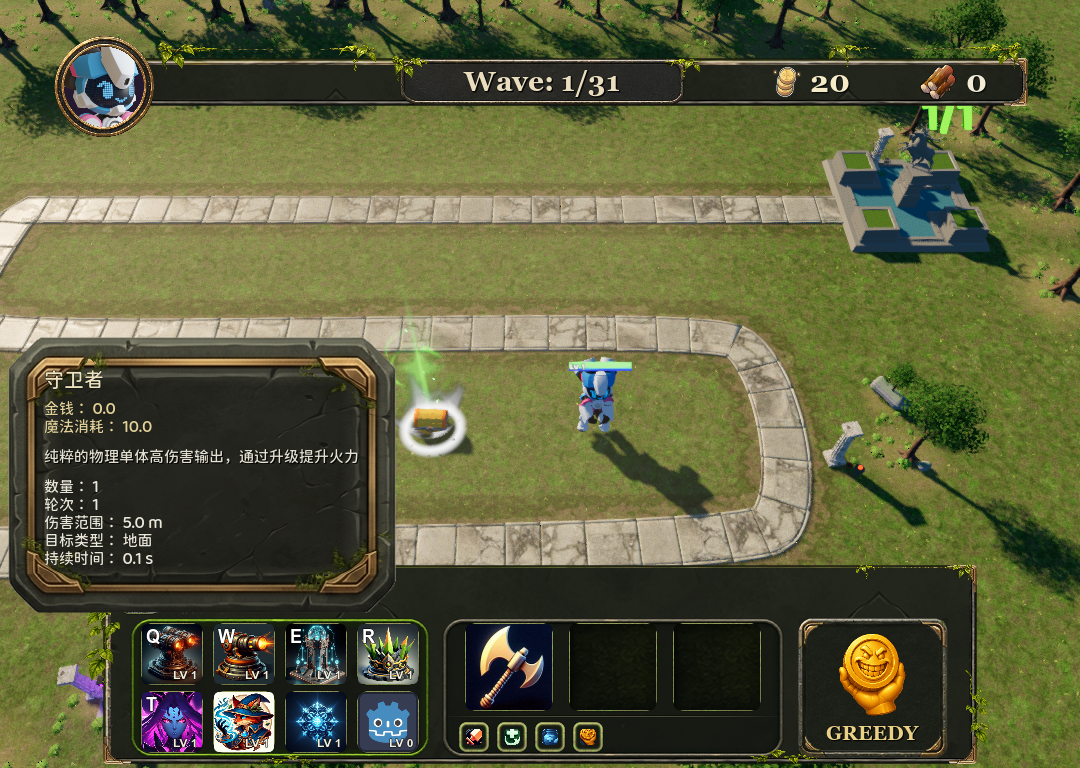 Wave: 1/31
20
0
1/1
守卫者
金钱： 0.0
魔法消耗： 10.0
纯粹的物理单体高伤害输出，通过升级提升火力
数量： 1
轮次： 1
伤害范围： 5.0 m
目标类型： 地面
持续时间： 0.1 s
Q
W
E
R
LV 1
LV 1
LV 1
LV 1
T
LV 1
LV 1
LV 1
LV 0
GREEDY